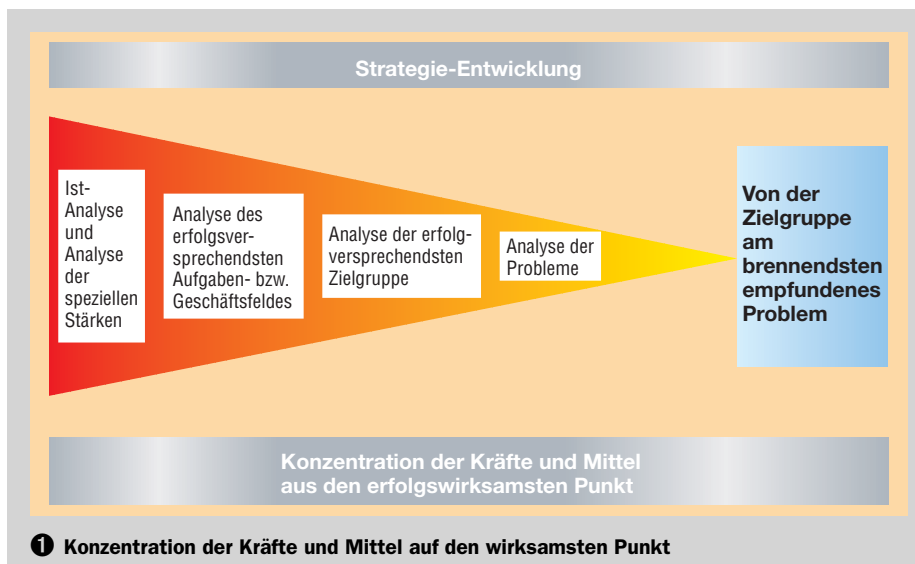 Strategie-Entwicklung
Ist-
Analyse
und
Analyse
der
speziellen
Stärken
Analyse des
erfolgsver-
sprechendsten
Aufgaben- bzw.
Geschäftsfeldes
Analyse der erfolg-
versprechendsten
Zielgruppe
Analyse der
Probleme
Von der
Zielgruppe
am
brennendsten
empfundenes
Problem
Konzentration der Kräfte und Mittel
aus den erfolgswirksamsten Punkt
❶ Konzentration der Kräfte und Mittel auf den wirksamsten Punkt